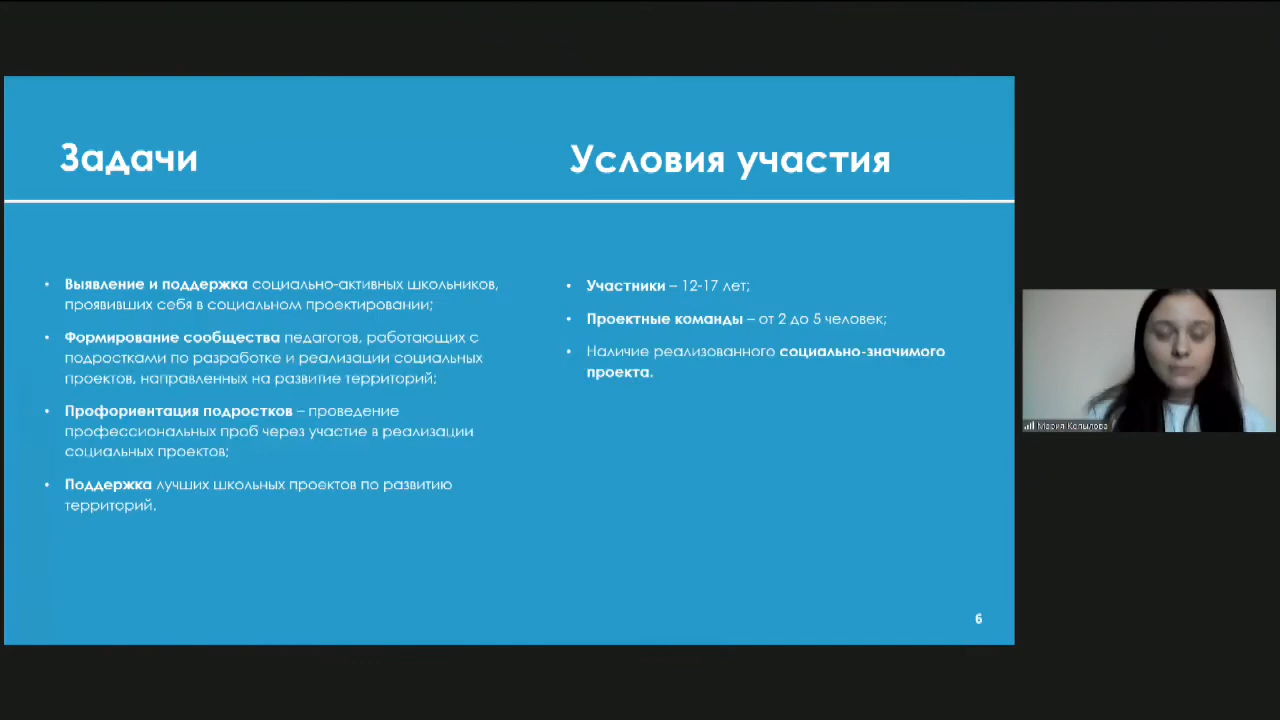 Задачи
Условия участия
• Выявление и поддержка социально-активных школьников,
проявивших себя в социальном проектировании;
• Формирование сообщества педагогов, работающих с
подростками по разработке и реализации социальных
проектов, направленных на развитие территорий;
• Профориентация подростков – проведение
профессиональных проб через участие в реализации
социальных проектов;
• Поддержка лучших школьных проектов по развитию
территорий.
• Участники – 12-17 лет;
• Проектные команды – от 2 до 5 человек;
• Наличие реализованного социально-значимого
проекта.
6
Мария Копылова